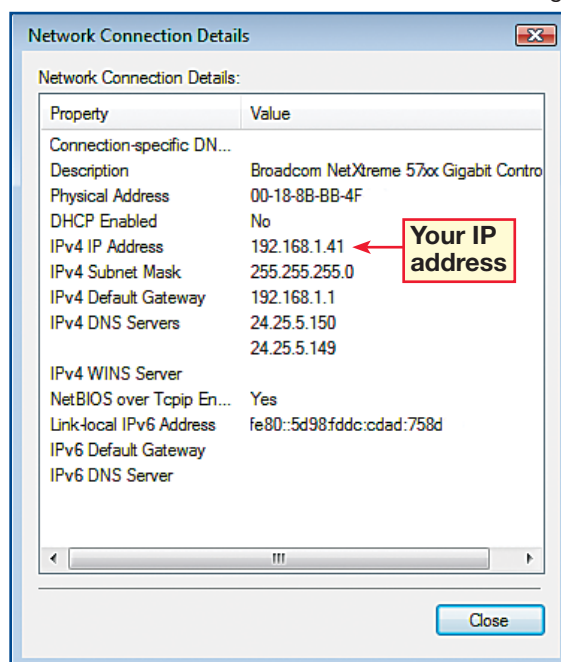 Network Connection Details
Network Connection Details:
Property Value
Connection-specific DN...
Description Broadcom NetXtreme 57xx Gigabit Contro
Physical Address 00-18-8B-BB-4F
DHCP Enabled No
IPv4 IP Address 192.168.1.41
Your IP
address
IPv4 Subnet Mask 255.255.255.0
IPv4 Default Gateway 192.168.1.1
IPv4 DNS Servers 24.25.5.150
24.25.5.149
IPv4 WINS Server
NetBIOS over Tcpip En... Yes
Link-local IPv6 Address fe80::5d98:fddc:cdad:758d
IPv6 Default Gateway
IPv6 DNS Server
Close